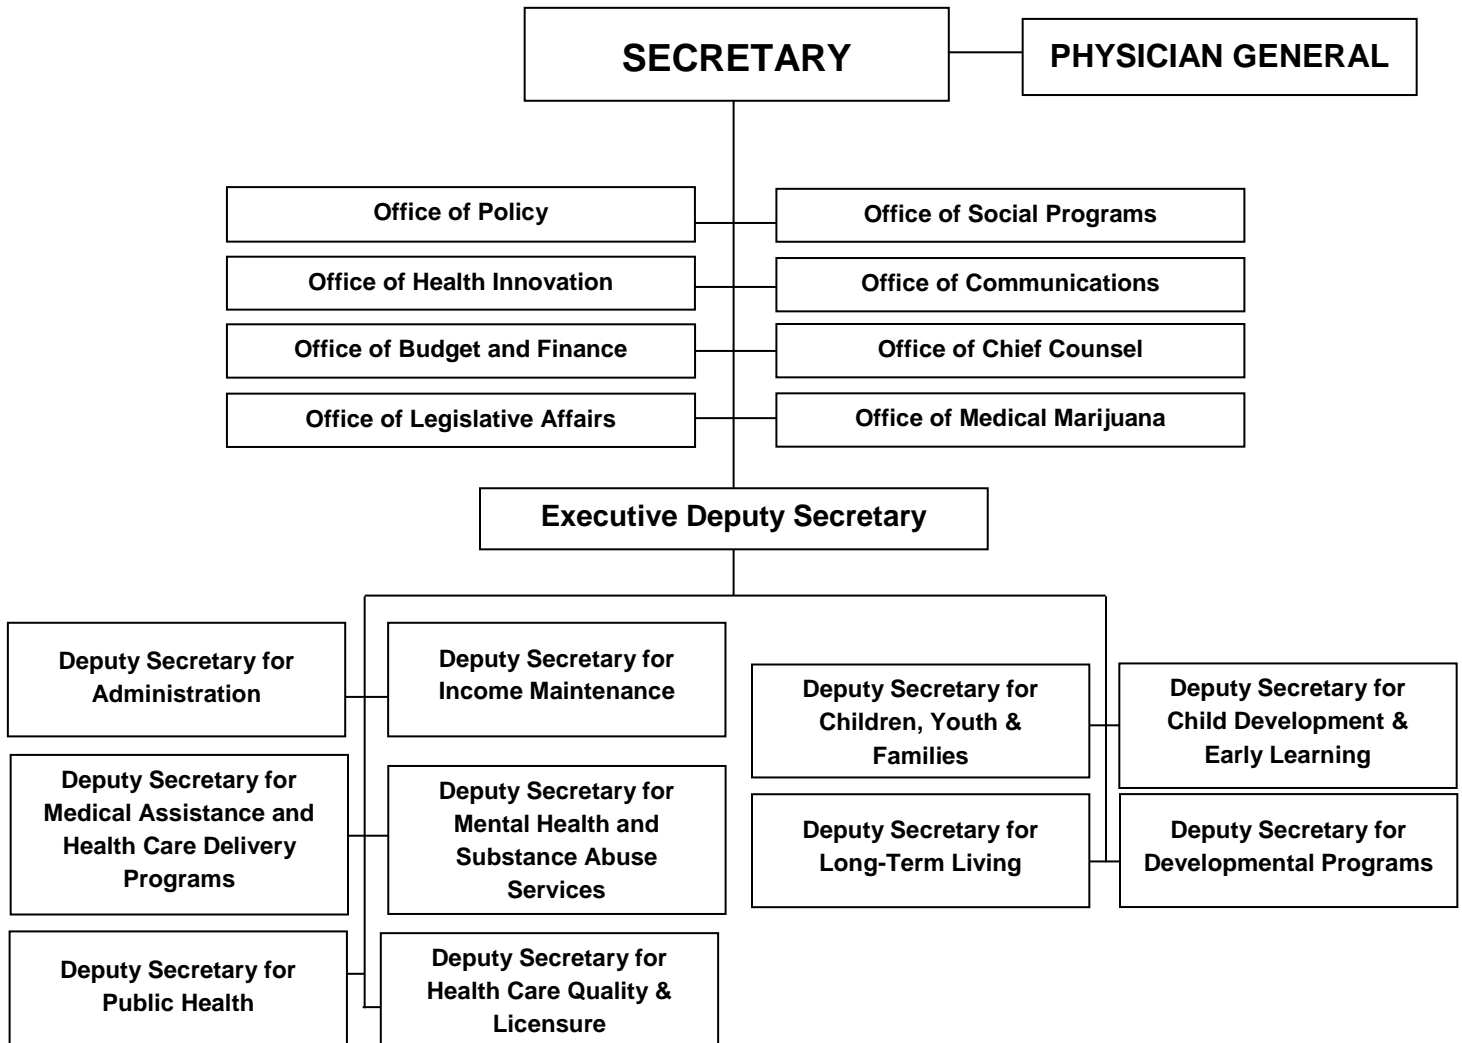 SECRETARY
PHYSICIAN GENERAL
Office of Policy
Office of Social Programs
Office of Health Innovation
Office of Communications
Office of Budget and Finance
Office of Chief Counsel
Office of Legislative Affairs
Office of Medical Marijuana
Executive Deputy Secretary
Deputy Secretary for
Administration
Deputy Secretary for
Income Maintenance
Deputy Secretary for
Children, Youth &
Families
Deputy Secretary for
Child Development &
Early Learning
Deputy Secretary for
Medical Assistance and
Health Care Delivery
Programs
Deputy Secretary for
Mental Health and
Substance Abuse
Services
Deputy Secretary for
Long-Term Living
Deputy Secretary for
Developmental Programs
Deputy Secretary for
Public Health
Deputy Secretary for
Health Care Quality &
Licensure